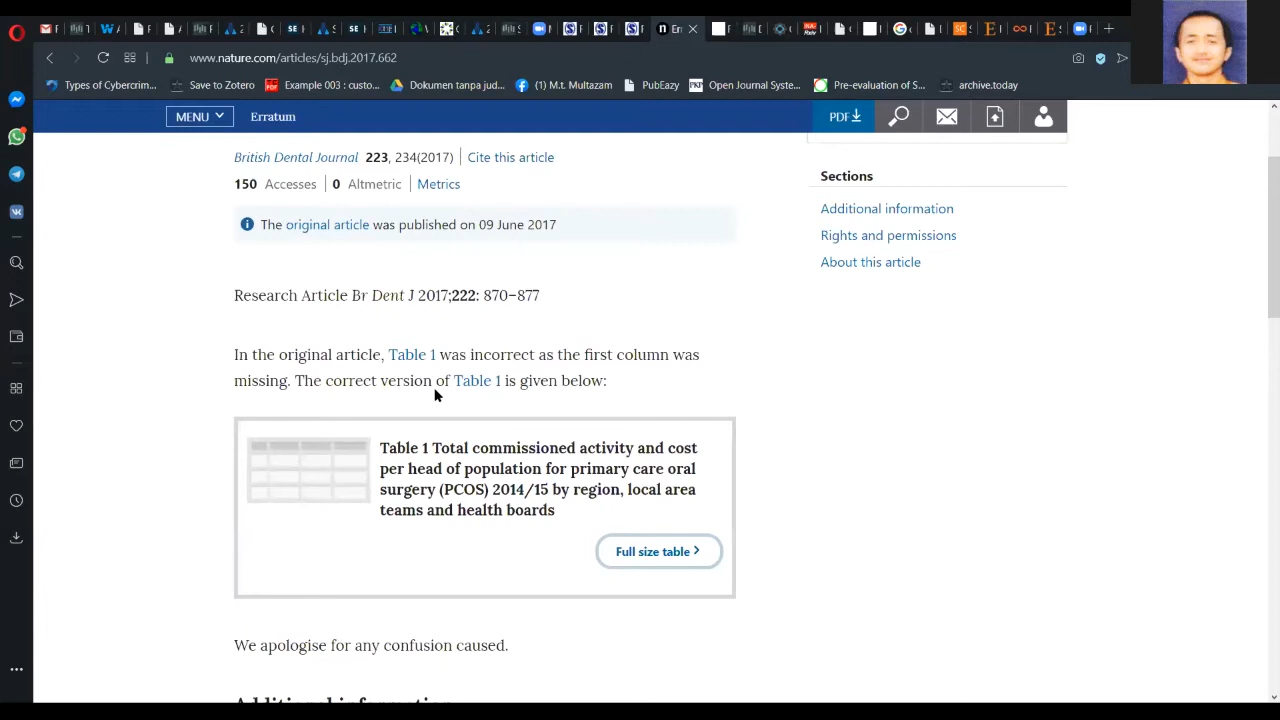 www.nature.com/articles/sj.bdj.2017.662
Types of Cybercrim...
Save to Zotero
Example 003 : custo...
Dokumen tanpa jud...
(1) M.t. Multazam
PubEazy
Open Journal Syste...
Pre-evaluation of S...
archive.today
MENU
Erratum
PDF
British Dental Journal 223, 234(2017) Cite this article
150 Accesses 0 Altmetric Metrics
The original article was published on 09 June 2017
Sections
Additional information
Rights and permissions
About this article
Research Article Br Dent J 2017;222: 870–877
In the original article, Table 1 was incorrect as the first column was
missing. The correct version of Table 1 is given below:
Table 1 Total commissioned activity and cost
per head of population for primary care oral
surgery (PCOS) 2014/15 by region, local area
teams and health boards
Full size table
We apologise for any confusion caused.
Additional information